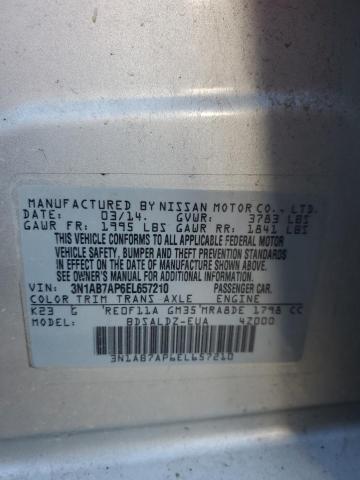 MANUFACTURED BY NISSAN MOTOR CO., LTD.
DATE: 03/14. GVWR: 3783 LBS
GAWR FR: 1995 LBS GAWR RR: 1841 LBS
THIS VEHICLE CONFORMS TO ALL APPLICABLE FEDERAL MOTOR
VEHICLE SAFETY, BUMPER AND THEFT PREVENTION STANDARDS
IN EFFECT ON THE DATE OF MANUFACTURE SHOWN ABOVE.
SEE OWNER'S MANUAL FOR ADDITIONAL INFORMATION
VIN: 3N1AB7AP6EL657210 PASSENGER CAR.
COLOR TRIM TRANS AXLE ENGINE
K23 G RE0F11A GM35 MRA8DE 1798 CC
MODEL: BDSALDZ-EUA 4Z000
3N1AB7AP6EL657210